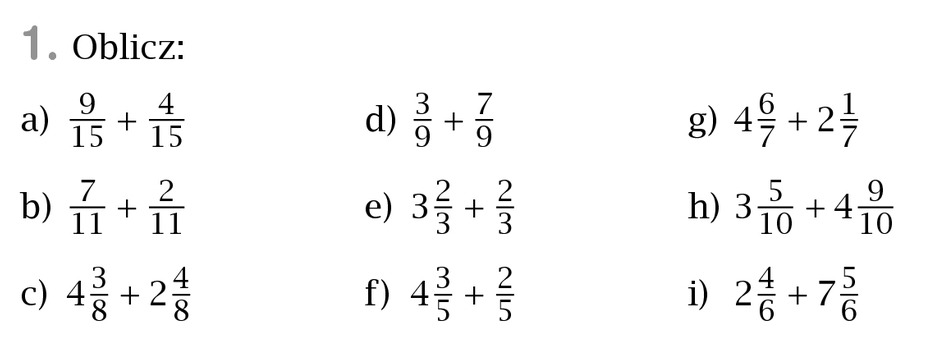 1. Oblicz:
a) 9/15 + 4/15
d) 3/9 + 7/9
g) 4 6/7 + 2 1/7
b) 7/11 + 2/11
e) 3 2/3 + 2/3
h) 3 5/10 + 4 9/10
c) 4 3/8 + 2 4/8
f) 4 3/5 + 2/5
i) 2 4/6 + 7 5/6